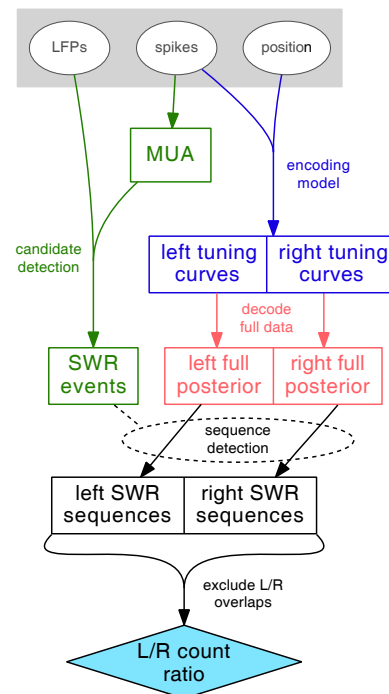 LFPs
spikes
position
MUA
encoding
model
candidate
detection
left tuning
curves
right tuning
curves
decode
full data
SWR
events
left full
posterior
right full
posterior
sequence
detection
left SWR
sequences
right SWR
sequences
exclude L/R
overlaps
L/R count
ratio